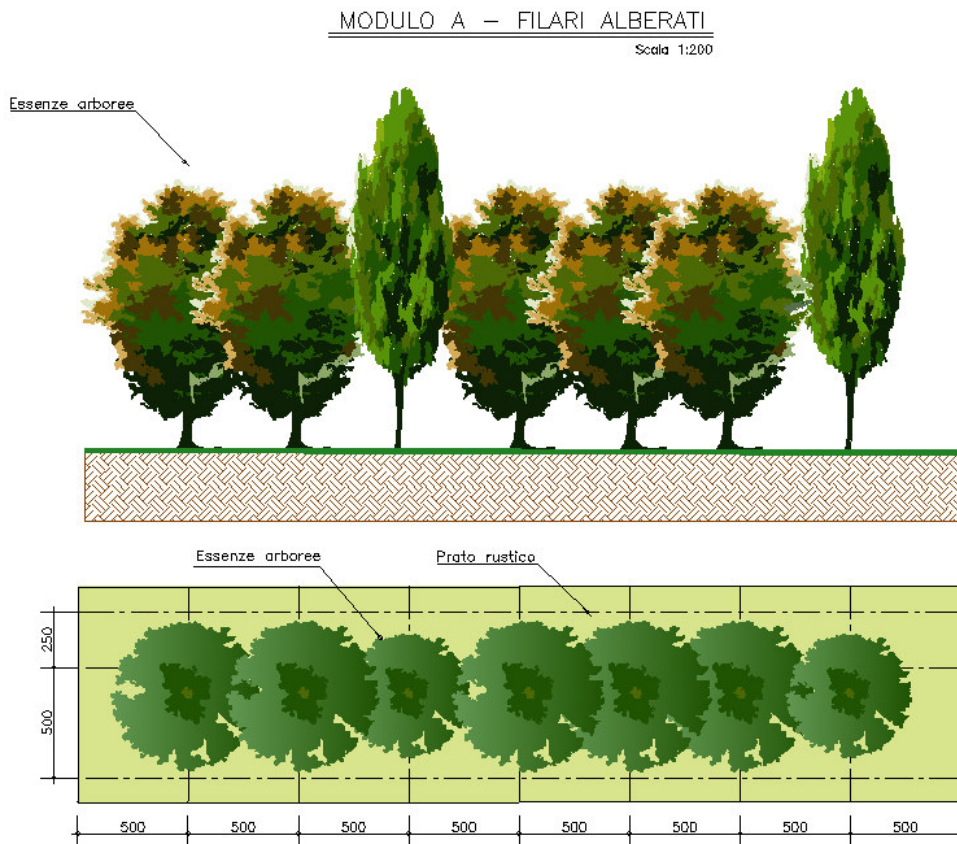 MODULO A – FILARI ALBERATI
Scala 1:200
Essenze arboree
Essenze arboree
Prato rustico
250
500
500 500 500 500 500 500 500 500